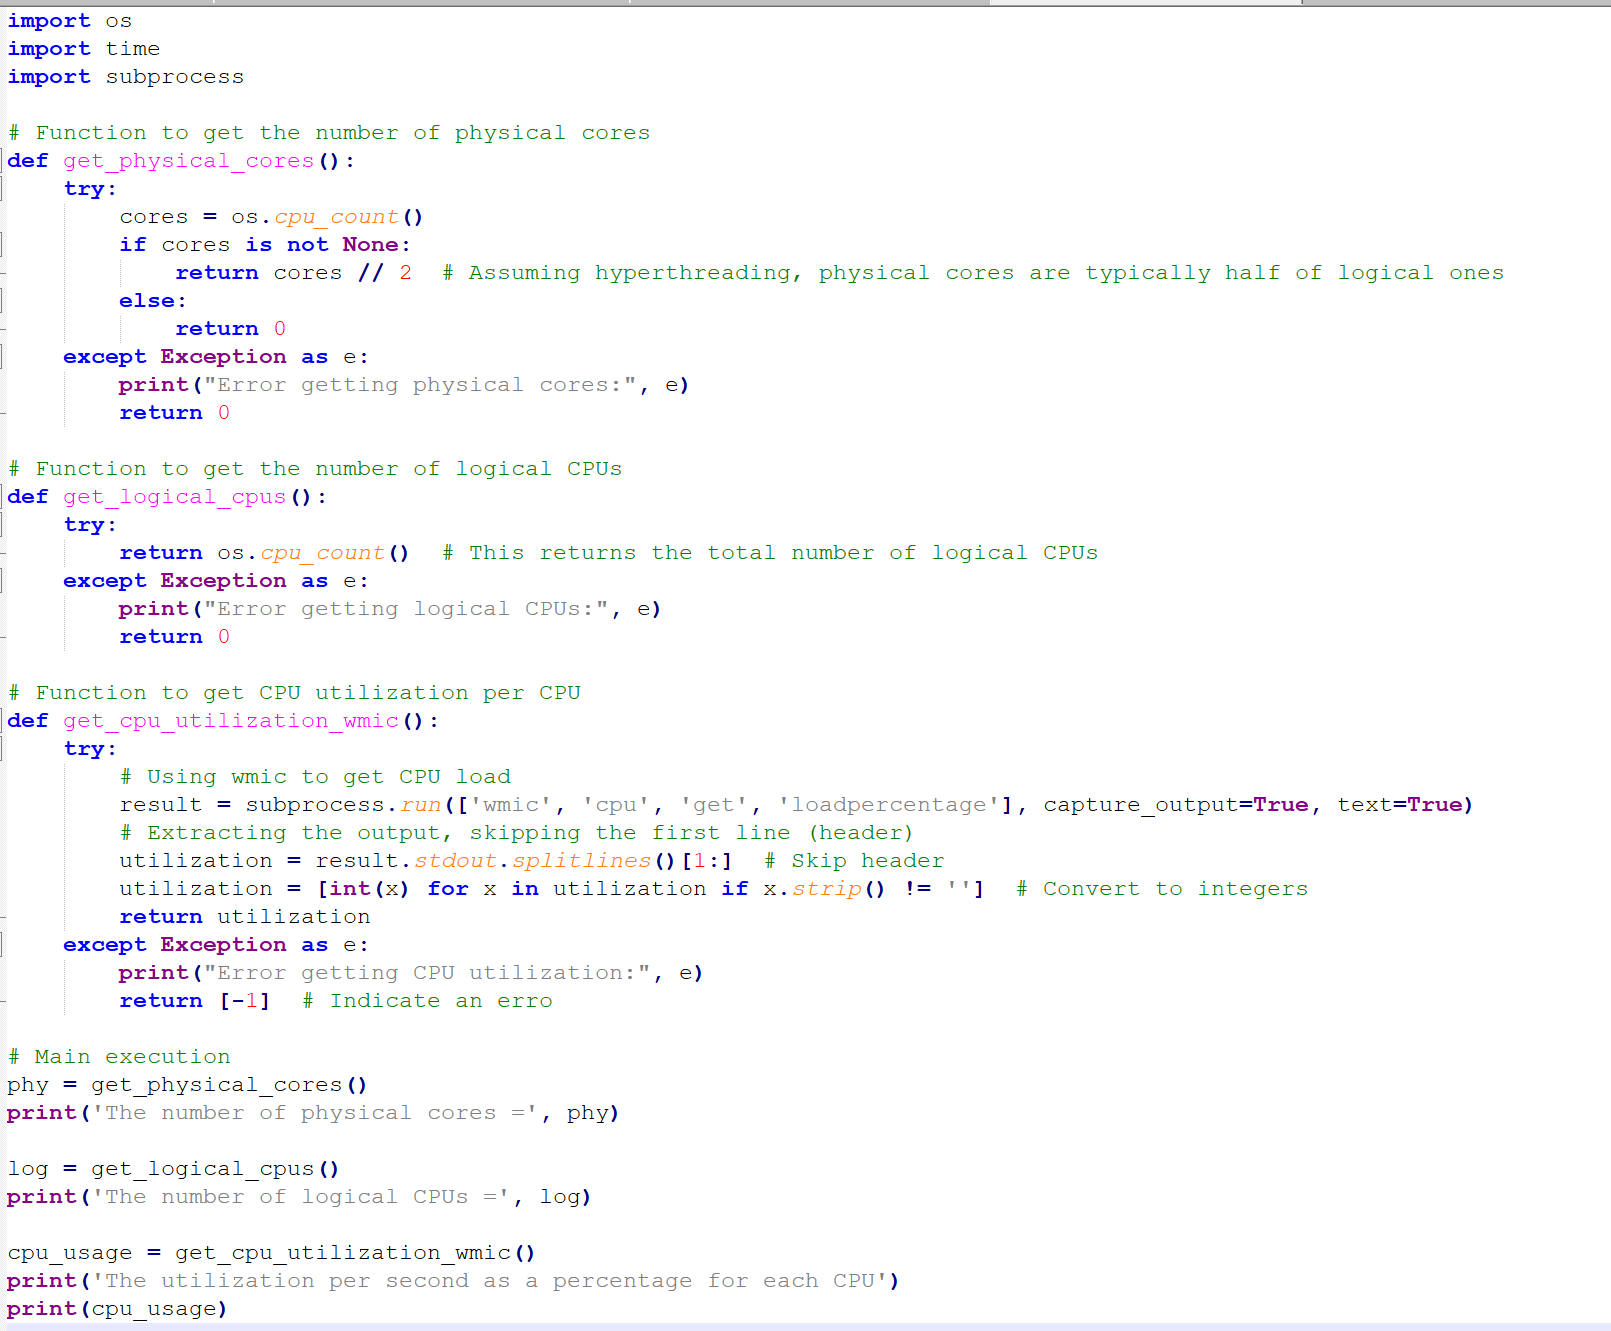 import os
import time
import subprocess

# Function to get the number of physical cores
def get_physical_cores():
    try:
        cores = os.cpu_count()
        if cores is not None:
            return cores // 2  # Assuming hyperthreading, physical cores are typically half of logical ones
        else:
            return 0
    except Exception as e:
        print("Error getting physical cores:", e)
        return 0

# Function to get the number of logical CPUs
def get_logical_cpus():
    try:
        return os.cpu_count()  # This returns the total number of logical CPUs
    except Exception as e:
        print("Error getting logical CPUs:", e)
        return 0

# Function to get CPU utilization per CPU
def get_cpu_utilization_wmic():
    try:
        # Using wmic to get CPU load
        result = subprocess.run(['wmic', 'cpu', 'get', 'loadpercentage'], capture_output=True, text=True)
        # Extracting the output, skipping the first line (header)
        utilization = result.stdout.splitlines()[1:]  # Skip header
        utilization = [int(x) for x in utilization if x.strip() != '']  # Convert to integers
        return utilization
    except Exception as e:
        print("Error getting CPU utilization:", e)
        return [-1]  # Indicate an erro

# Main execution
phy = get_physical_cores()
print('The number of physical cores =', phy)

log = get_logical_cpus()
print('The number of logical CPUs =', log)

cpu_usage = get_cpu_utilization_wmic()
print('The utilization per second as a percentage for each CPU')
print(cpu_usage)